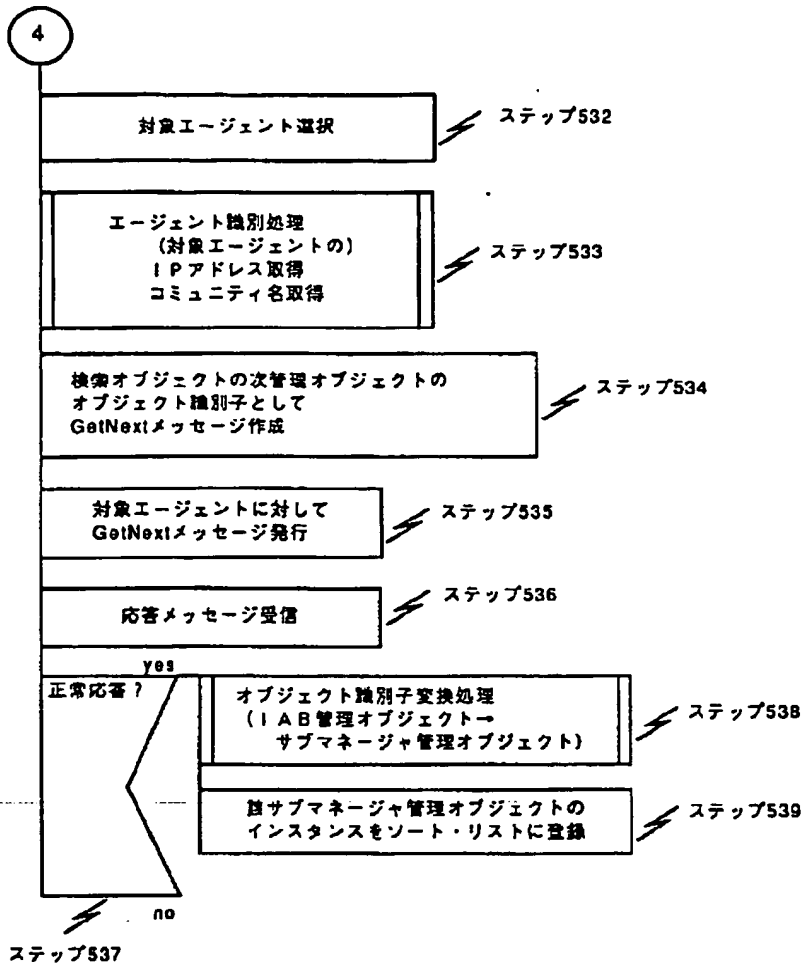 4
対象エージェント選択
ステップ532
エージェント識別処理
(対象エージェントの)
IPアドレス取得
コミュニティ名取得
ステップ533
検索オブジェクトの次管理オブジェクトの
オブジェクト識別子として
GetNextメッセージ作成
ステップ534
対象エージェントに対して
GetNextメッセージ発行
ステップ535
応答メッセージ受信
ステップ536
yes
正常応答?
オブジェクト識別子変換処理
(IAB管理オブジェクト→
サブマネージャ管理オブジェクト)
ステップ538
該サブマネージャ管理オブジェクトの
インスタンスをソート・リストに登録
ステップ539
no
ステップ537